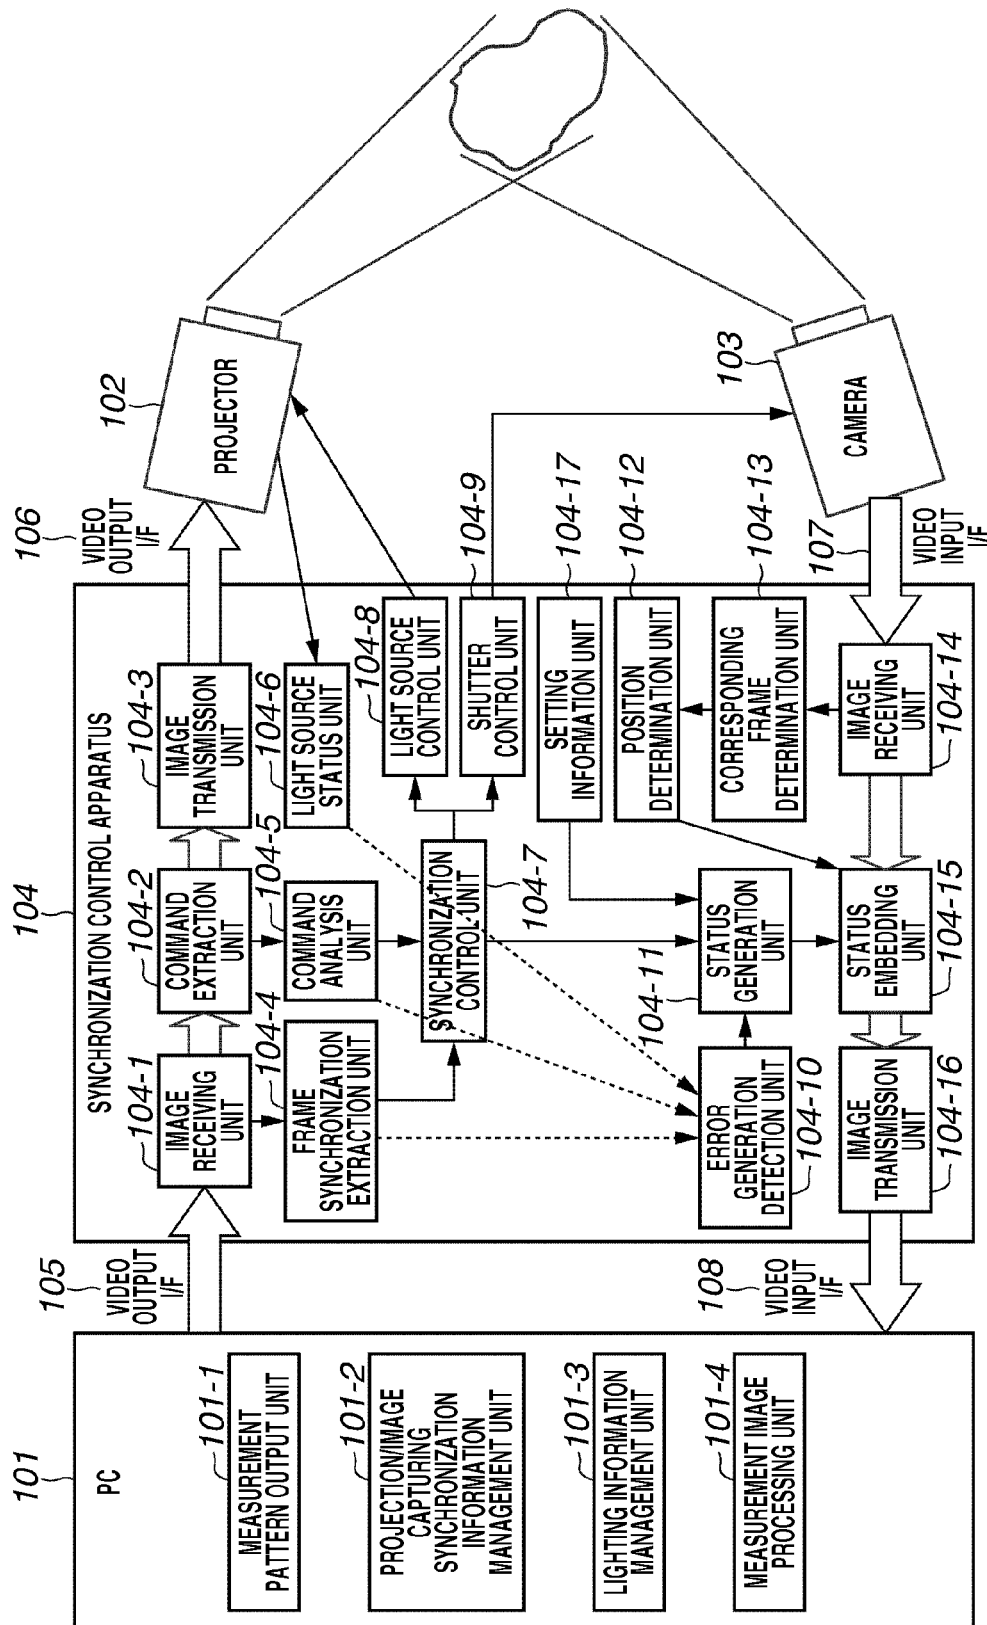 101
PC
101-1
MEASUREMENT
PATTERN OUTPUT UNIT
101-2
PROJECTION/IMAGE
CAPTURING
SYNCHRONIZATION
INFORMATION
MANAGEMENT UNIT
101-3
LIGHTING INFORMATION
MANAGEMENT UNIT
101-4
MEASUREMENT IMAGE
PROCESSING UNIT
105
VIDEO
OUTPUT
I/F
108
VIDEO
INPUT
I/F
104
SYNCHRONIZATION CONTROL APPARATUS
104-1
IMAGE
RECEIVING
UNIT
104-2
COMMAND
EXTRACTION
UNIT
104-3
IMAGE
TRANSMISSION
UNIT
104-4
FRAME
SYNCHRONIZATION
EXTRACTION UNIT
104-5
COMMAND
ANALYSIS
UNIT
104-6
LIGHT SOURCE
STATUS UNIT
SYNCHRONIZATION
CONTROL UNIT
104-7
104-8
LIGHT SOURCE
CONTROL UNIT
SHUTTER
CONTROL UNIT
104-9
SETTING
INFORMATION UNIT
104-17
POSITION
DETERMINATION UNIT
104-12
CORRESPONDING
FRAME
DETERMINATION UNIT
104-13
ERROR
GENERATION
DETECTION UNIT
104-10
104-11
STATUS
GENERATION
UNIT
IMAGE
TRANSMISSION
UNIT
104-16
STATUS
EMBEDDING
UNIT
104-15
IMAGE
RECEIVING
UNIT
104-14
106
VIDEO
OUTPUT
I/F
102
PROJECTOR
103
CAMERA
107
VIDEO
INPUT
I/F